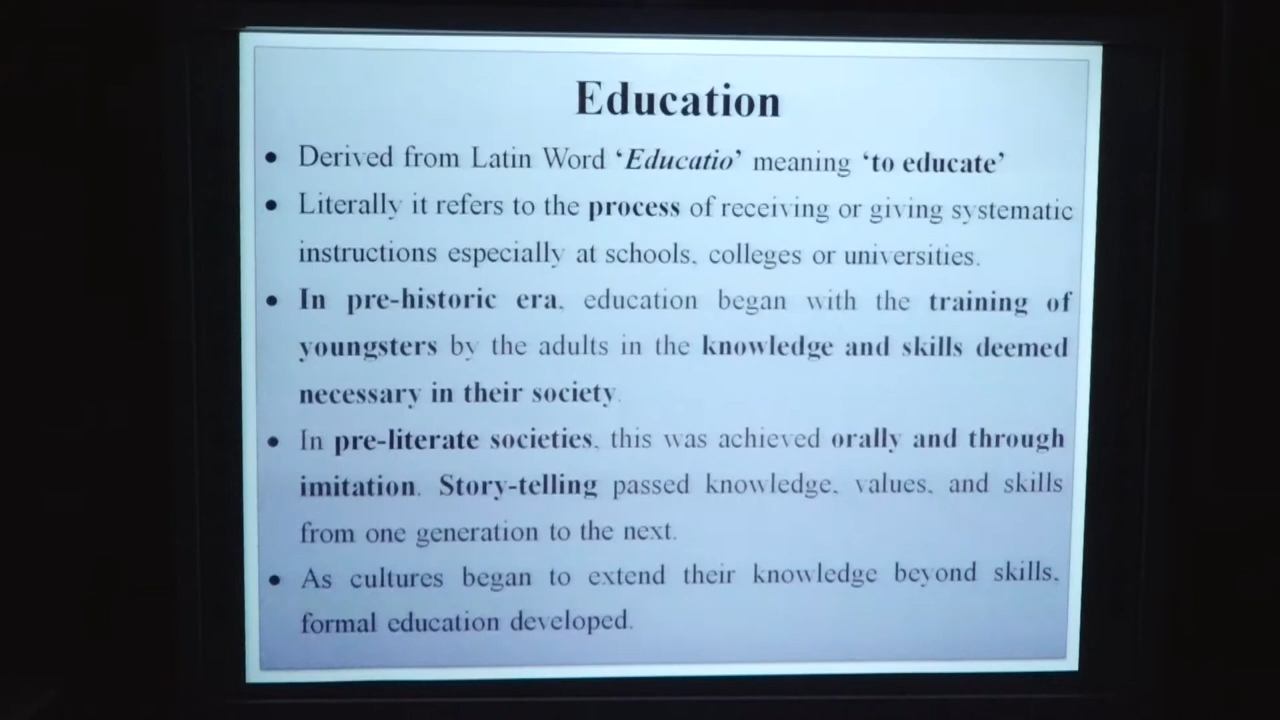 Education
• Derived from Latin Word ‘Educatio’ meaning ‘to educate’
• Literally it refers to the process of receiving or giving systematic
instructions especially at schools, colleges or universities.
• In pre-historic era, education began with the training of
youngsters by the adults in the knowledge and skills deemed
necessary in their society.
• In pre-literate societies, this was achieved orally and through
imitation. Story-telling passed knowledge, values, and skills
from one generation to the next.
• As cultures began to extend their knowledge beyond skills,
formal education developed.